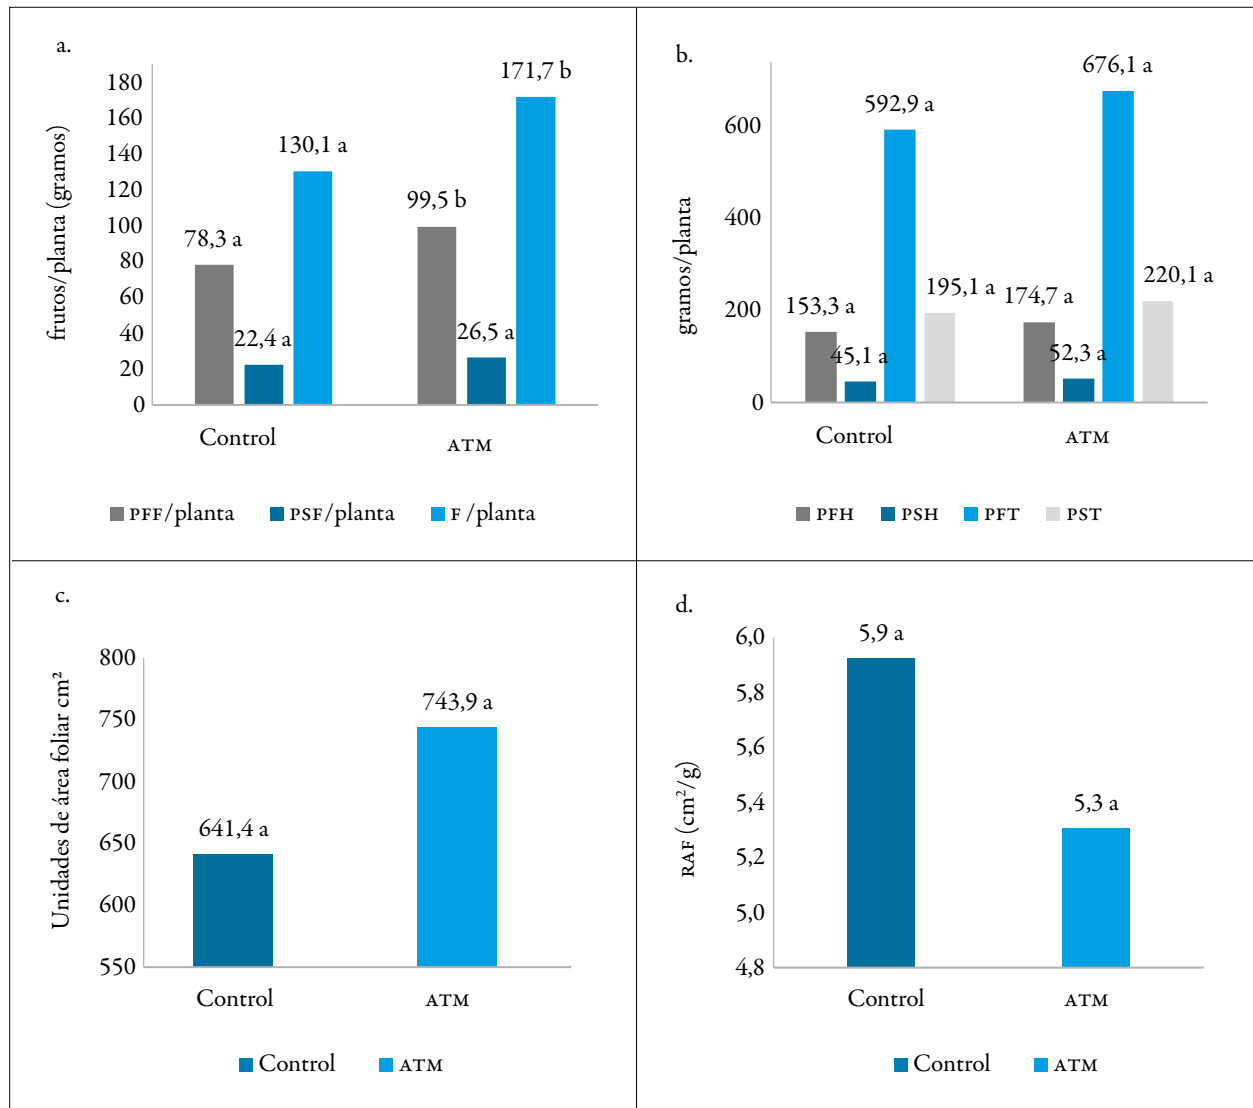 a.
frutos/planta (gramos)
180
160
140
120
100
80
60
40
20
0
78,3 a
22,4 a
130,1 a
99,5 b
26,5 a
171,7 b
Control
ATM
PFF/planta
PSF/planta
F /planta
b.
gramos/planta
600
400
200
0
153,3 a
45,1 a
592,9 a
195,1 a
174,7 a
52,3 a
676,1 a
220,1 a
Control
ATM
PFH
PSH
PFT
PST
c.
Unidades de área foliar cm²
800
750
700
650
600
550
641,4 a
743,9 a
Control
ATM
Control
ATM
d.
RAF (cm²/g)
6,0
5,8
5,6
5,4
5,2
5,0
4,8
5,9 a
5,3 a
Control
ATM
Control
ATM